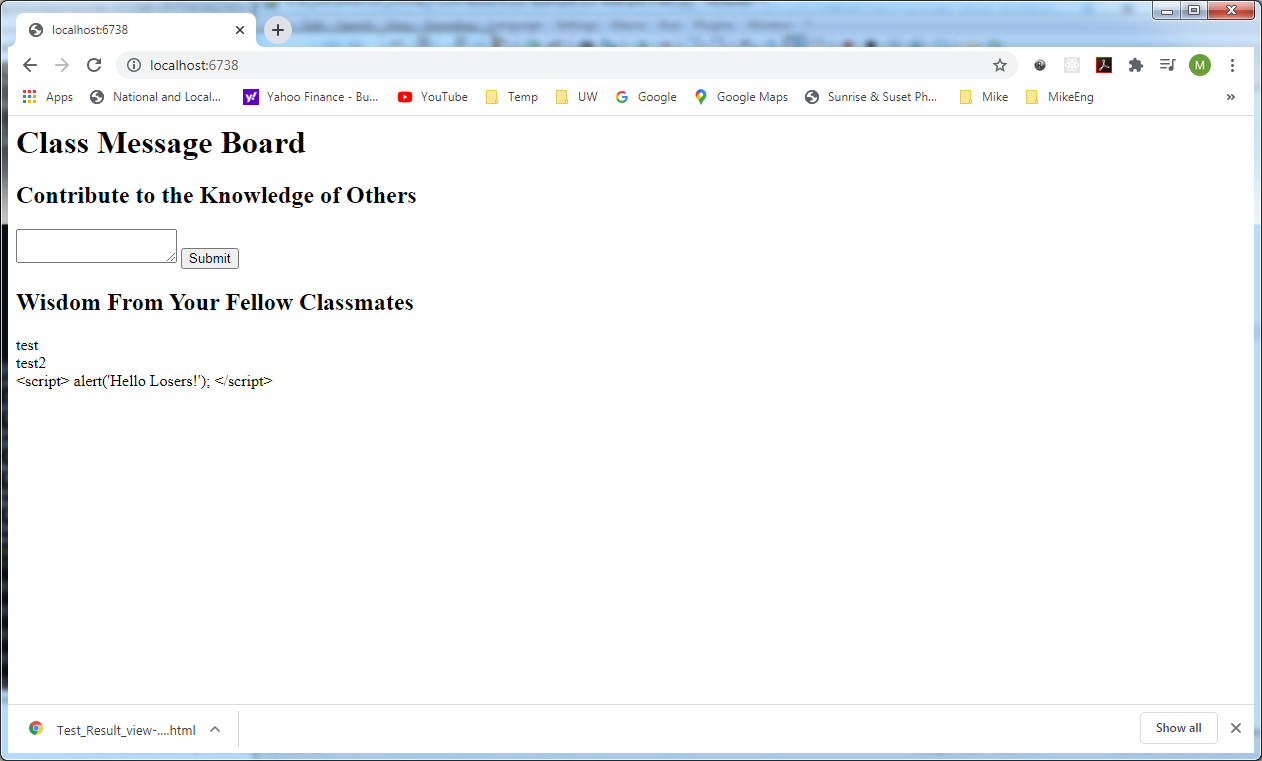 localhost:6738
localhost:6738
M
Apps National and Local... Yahoo Finance - Bu... YouTube Temp UW Google Google Maps Sunrise & Suset Ph... Mike MikeEng »
Class Message Board
Contribute to the Knowledge of Others
Submit
Wisdom From Your Fellow Classmates
test
test2
<script> alert('Hello Losers!'); </script>
Test_Result_view-....html Show all